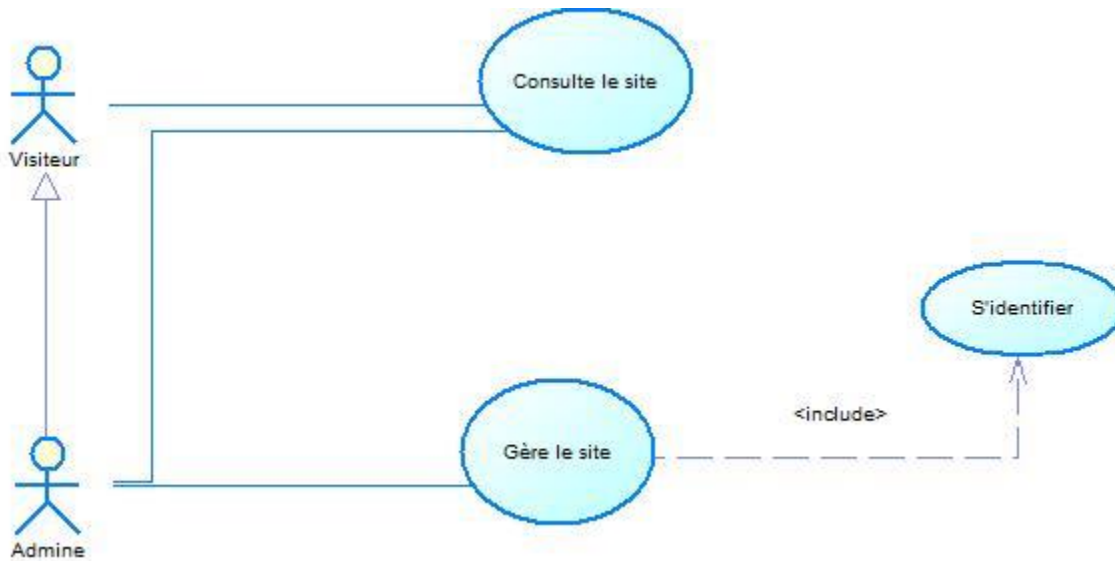 Consulte le site
Visiteur
S'identifier
<include>
Gère le site
Admine